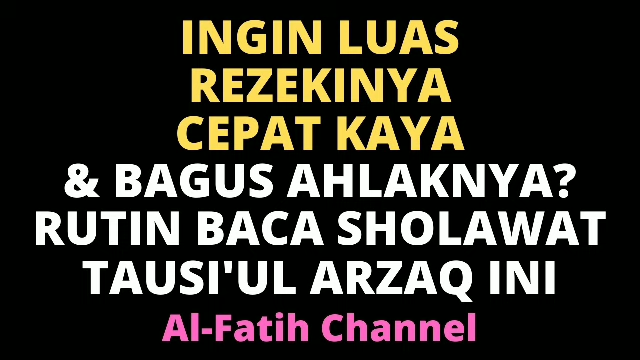 INGIN LUAS
REZEKINYA
CEPAT KAYA
& BAGUS AHLAKNYA?
RUTIN BACA SHOLAWAT
TAUSI'UL ARZAQ INI
Al-Fatih Channel